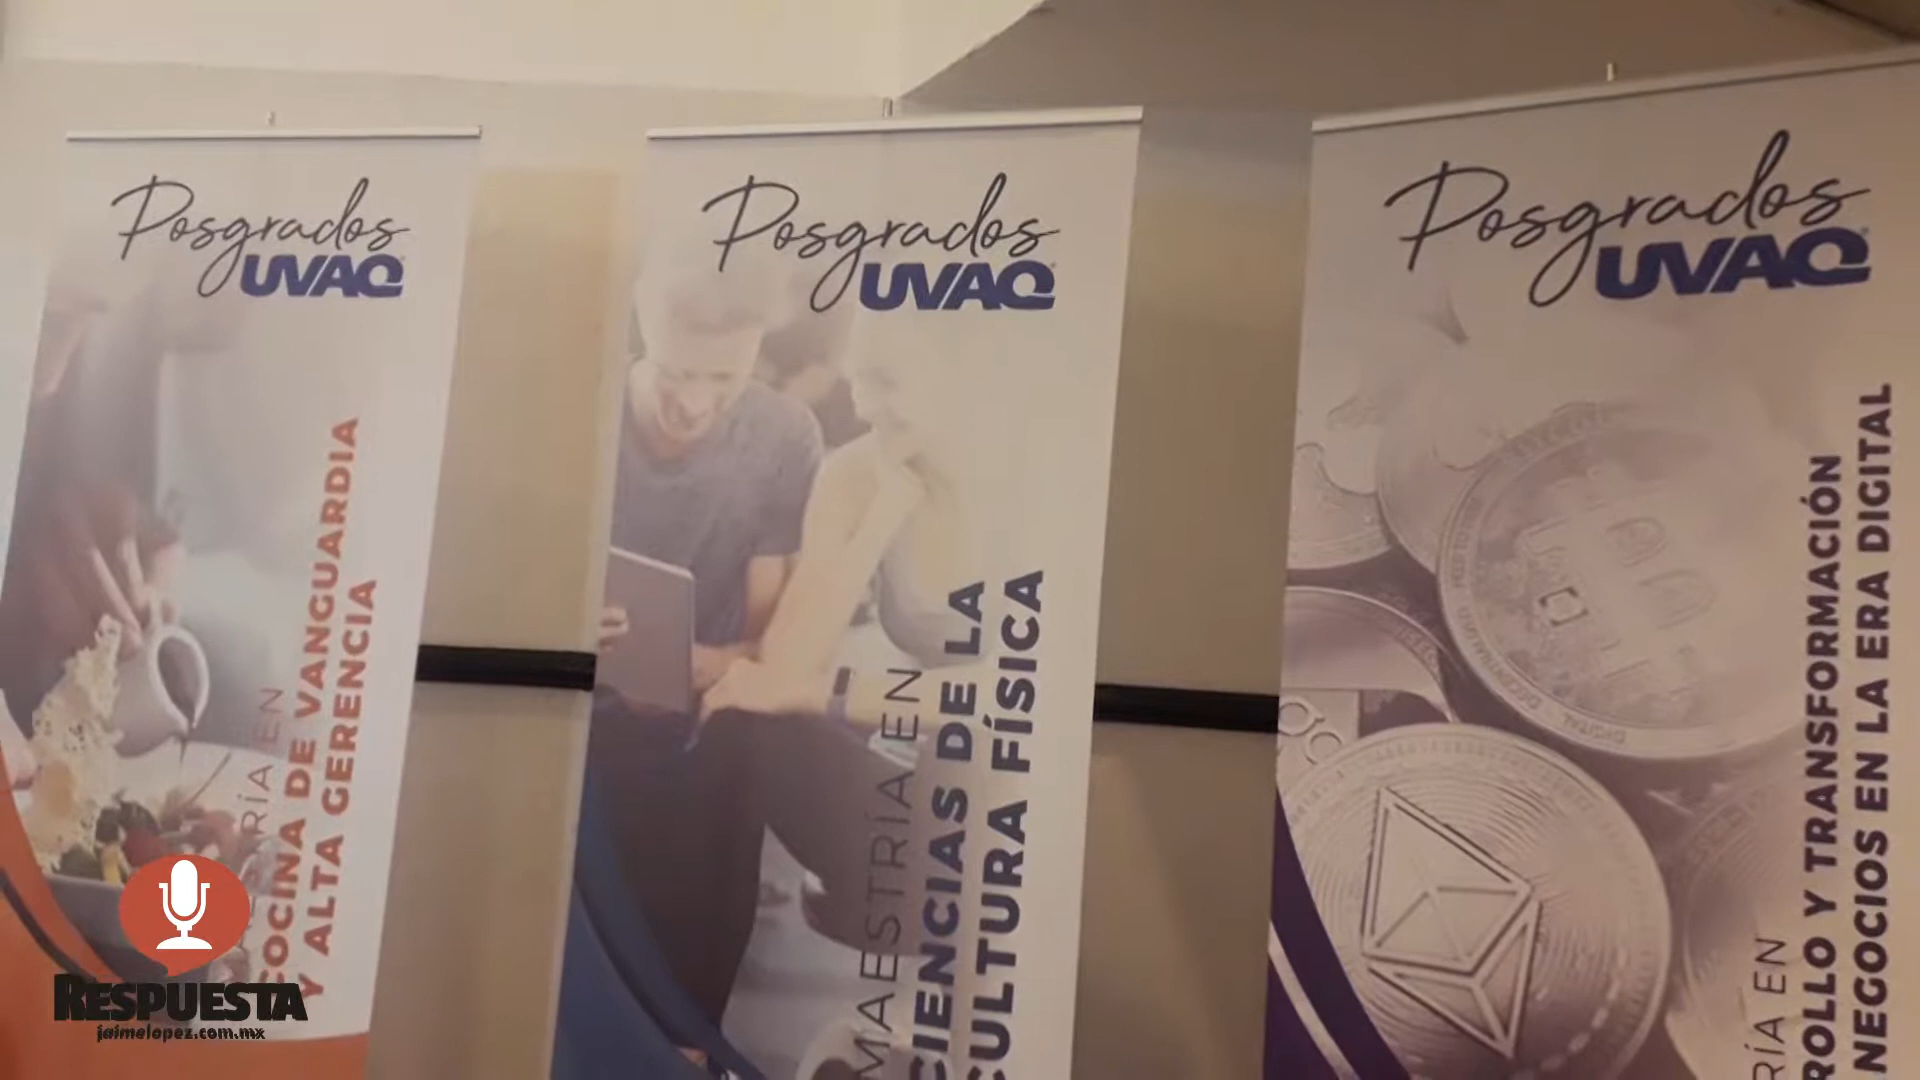 Posgrados
UVAQ
EN
COCINA DE VANGUARDIA
Y ALTA GERENCIA
Posgrados
UVAQ
MAESTRÍA EN
CIENCIAS DE LA
CULTURA FÍSICA
Posgrados
UVAQ
RÍA EN
ROLLO Y TRANSFORMACIÓN
NEGOCIOS EN LA ERA DIGITAL
DIGITAL
RESPUESTA
jaimelopez.com.mx